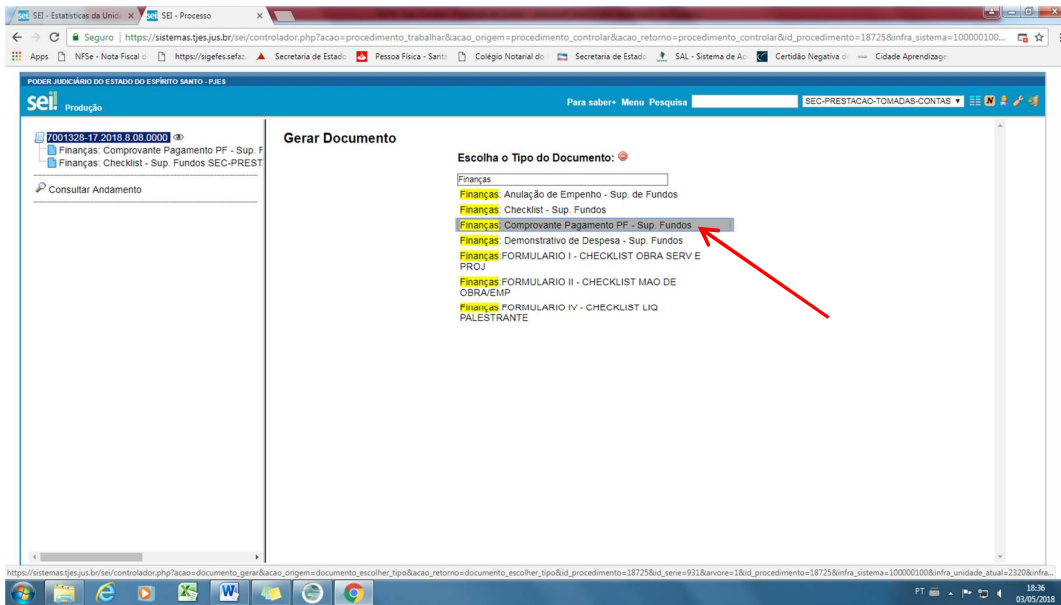 SEI - Estatísticas da Unid
SEI - Processo
Seguro | https://sistemas.tjes.jus.br/sei/controlador.php?acao=procedimento_trabalhar&acao_origem=procedimento_controlar&acao_retorno=procedimento_controlar&id_procedimento=18725&infra_sistema=100000100...
Apps NFSe - Nota Fiscal d https://sigefes.sefaz. Secretaria de Estado Pessoa Física - Santa Colégio Notarial do Secretaria de Estado SAL - Sistema de Ac Certidão Negativa d Cidade Aprendizage
PODER JUDICIÁRIO DO ESTADO DO ESPÍRITO SANTO - PJES
sei! Produção
Para saber+ Menu Pesquisa SEC-PRESTACAO-TOMADAS-CONTAS
7001328-17.2018.8.08.0000
Finanças: Comprovante Pagamento PF - Sup. F
Finanças: Checklist - Sup. Fundos SEC-PREST
Consultar Andamento
Gerar Documento
Escolha o Tipo do Documento:
Finanças
Finanças: Anulação de Empenho - Sup. de Fundos
Finanças: Checklist - Sup. Fundos
Finanças: Comprovante Pagamento PF - Sup. Fundos
Finanças: Demonstrativo de Despesa - Sup. Fundos
Finanças:FORMULARIO I - CHECKLIST OBRA SERV E
PROJ
Finanças:FORMULARIO II - CHECKLIST MAO DE
OBRA/EMP
Finanças:FORMULARIO IV - CHECKLIST LIQ
PALESTRANTE
https://sistemas.tjes.jus.br/sei/controlador.php?acao=documento_gerar&acao_origem=documento_escolher_tipo&acao_retorno=documento_escolher_tipo&id_procedimento=18725&id_serie=931&arvore=1&id_procedimento=18725&infra_sistema=100000100&infra_unidade_atual=2320&infra...
PT
18:36
03/05/2018